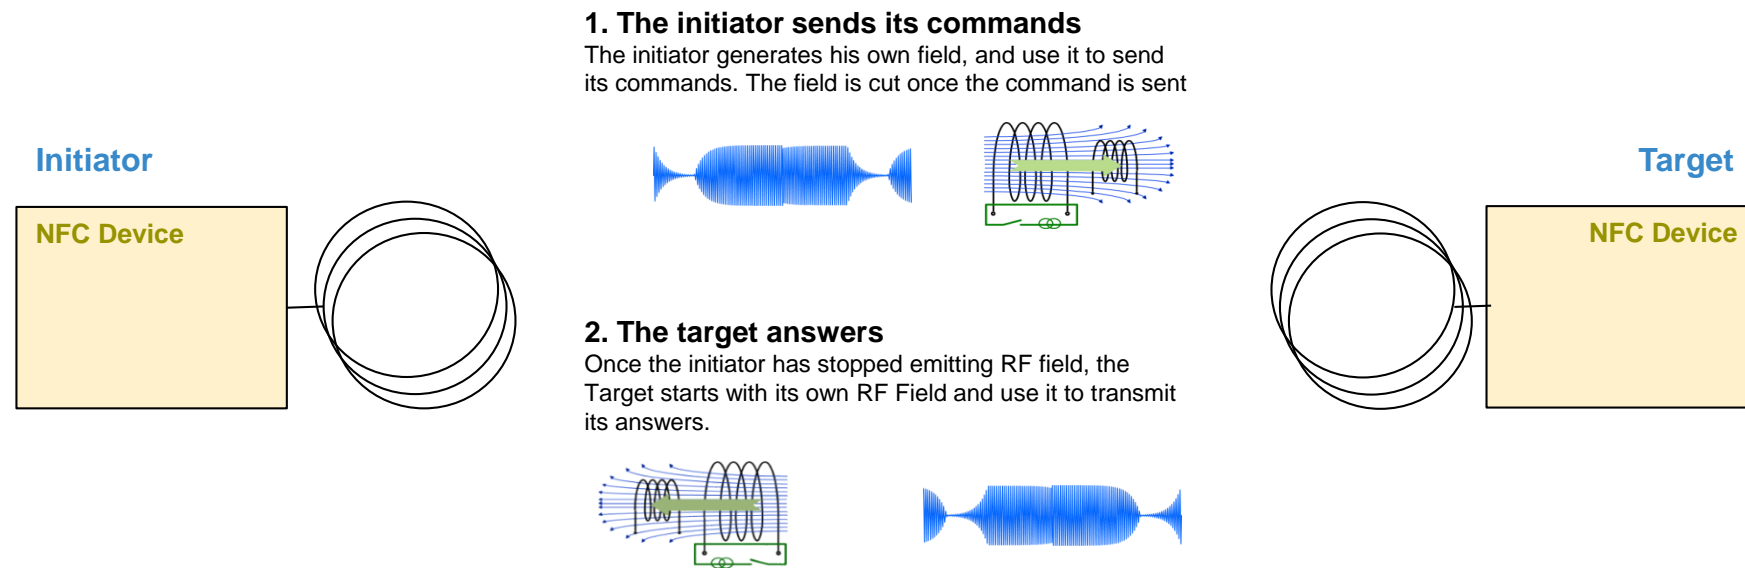 1. The initiator sends its commands
The initiator generates his own field, and use it to send
its commands. The field is cut once the command is sent
Initiator
Target
NFC Device
NFC Device
2. The target answers
Once the initiator has stopped emitting RF field, the
Target starts with its own RF Field and use it to transmit
its answers.